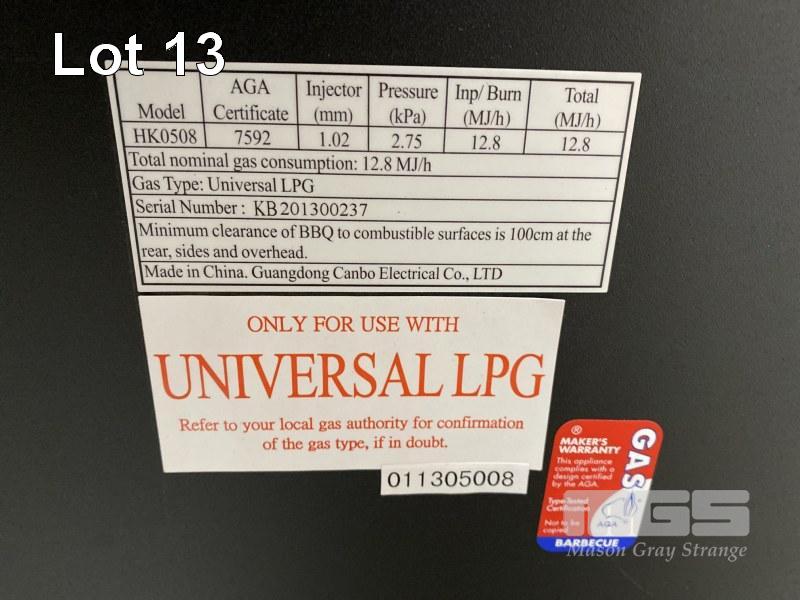 Lot 13
Model AGA Certificate Injector (mm) Pressure (kPa) Inp/ Burn (MJ/h) Total (MJ/h)
HK0508 7592 1.02 2.75 12.8 12.8
Total nominal gas consumption: 12.8 MJ/h
Gas Type: Universal LPG
Serial Number : KB201300237
Minimum clearance of BBQ to combustible surfaces is 100cm at the
rear, sides and overhead.
Made in China. Guangdong Canbo Electrical Co., LTD
ONLY FOR USE WITH
UNIVERSAL LPG
Refer to your local gas authority for confirmation
of the gas type, if in doubt.
011305008
®
MAKER'S
WARRANTY
This appliance
complies with a
design certified
by the AGA.
Type-Tested
Certification
Not to be
copied
GAS
AGA
BARBECUE
MGS
Mason Gray Strange